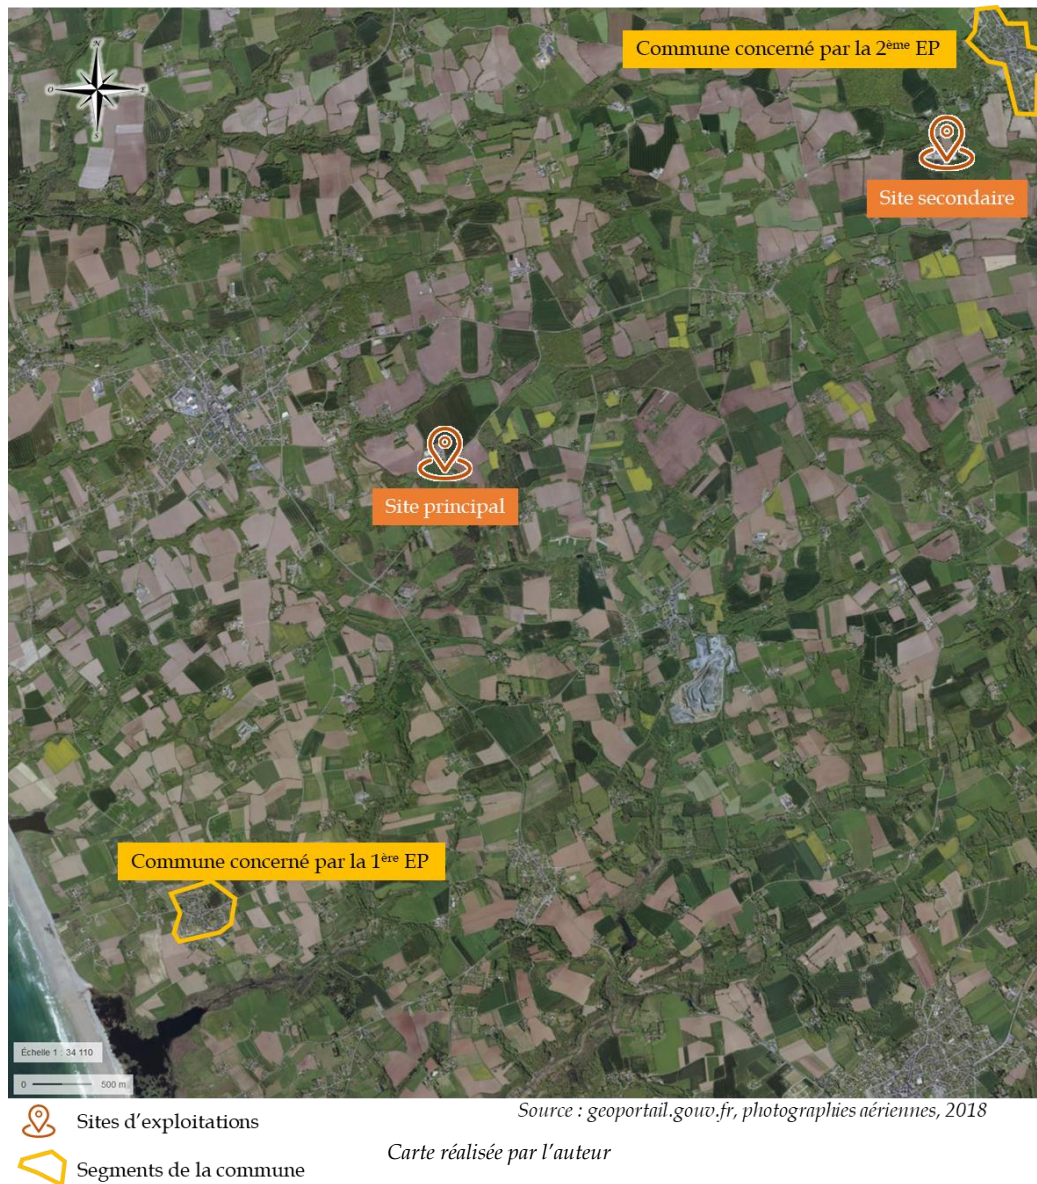 Commune concerné par la 2ème EP
N
O
E
S
Site secondaire
Site principal
Commune concerné par la 1ère EP
Échelle 1 : 34 110
0 500 m
Sites d’exploitations
Source : geoportail.gouv.fr, photographies aériennes, 2018
Carte réalisée par l’auteur
Segments de la commune